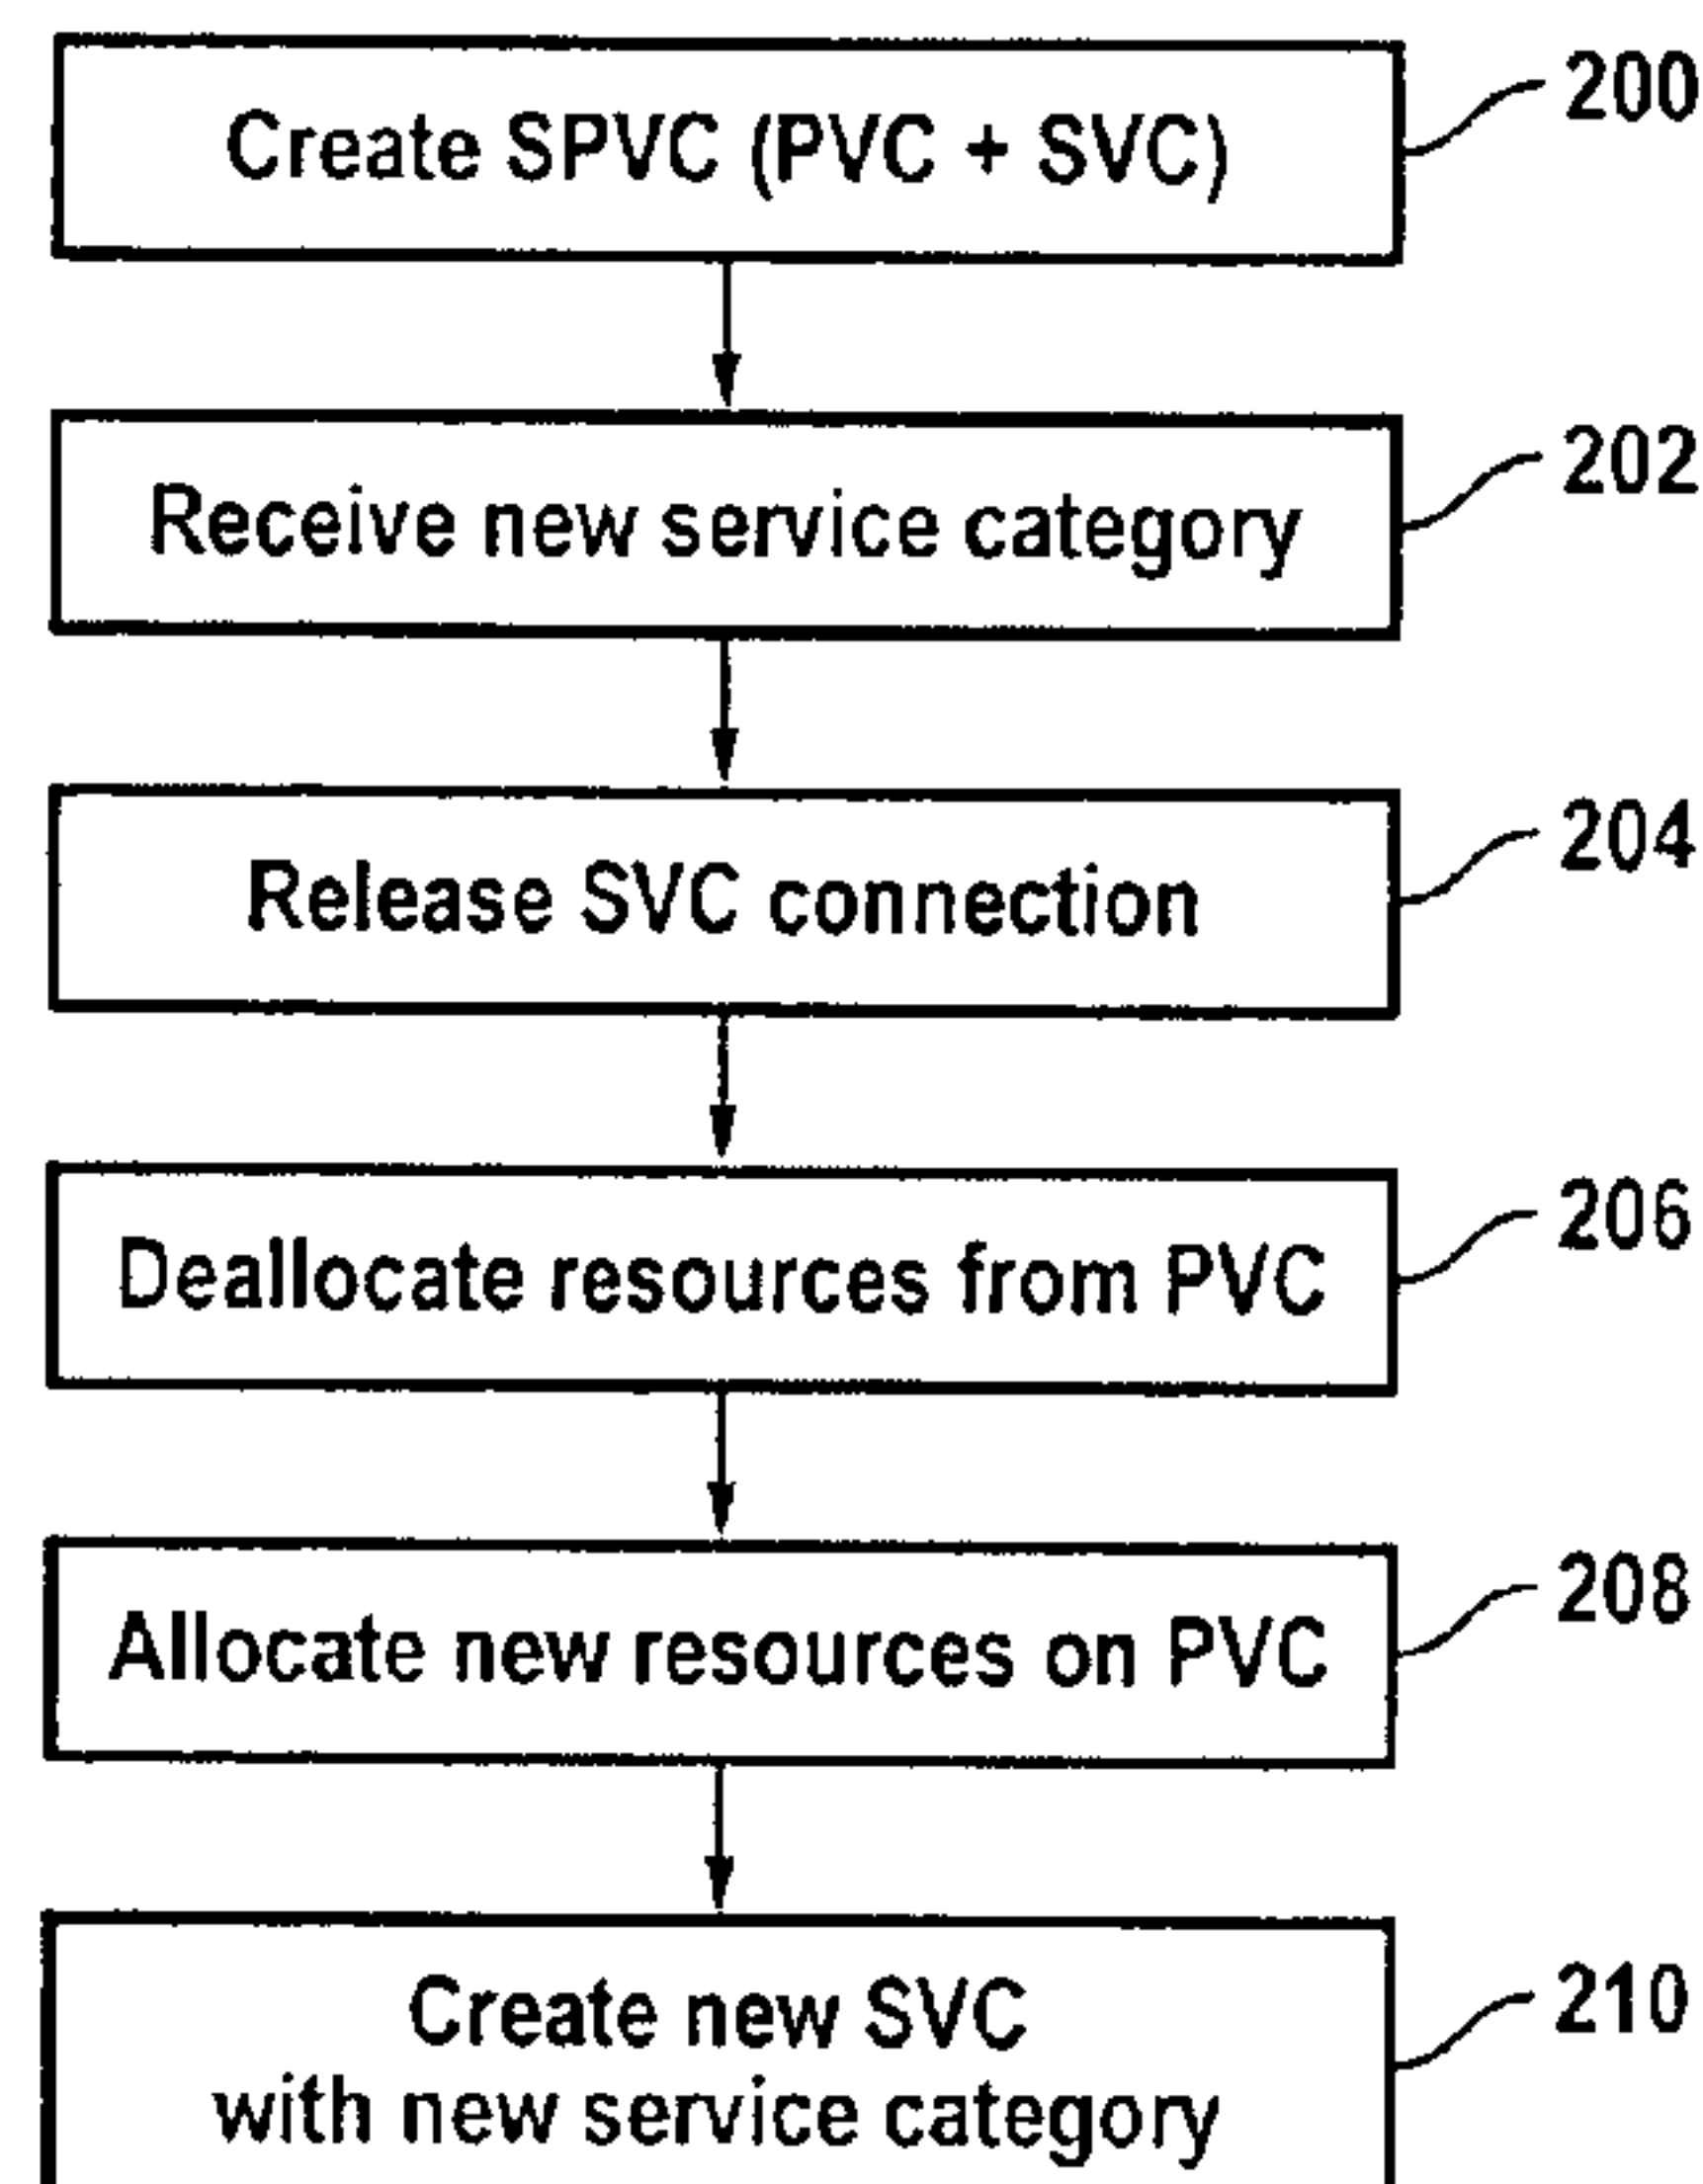 Create SPVC (PVC + SVC)
200
Receive new service category
202
Release SVC connection
204
Deallocate resources from PVC
206
Allocate new resources on PVC
208
Create new SVC
with new service category
210